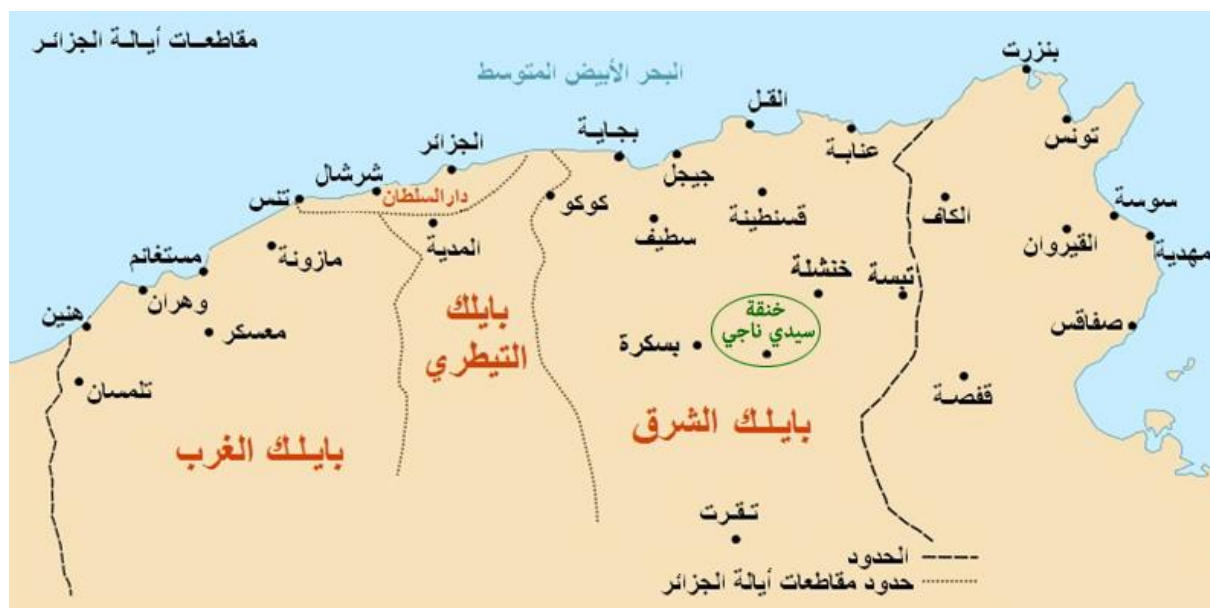 مقاطعات أيالة الجزائر
البحر الأبيض المتوسط
بنزرت
تونس
القل
عنابة
بجاية
جيجل
الجزائر
شرشال
دار السلطان
تنس
كوكو
قسنطينة
سطيف
الكاف
سوسة
القيروان
مهدية
المدية
مازونة
مستغانم
وهران
خنشلة
تبسة
هنين
معسكر
بايلك
التيطري
خنقة
سيدي ناجي
بسكرة
صفاقس
تلمسان
قفصة
بايلك الغرب
بايلك الشرق
تقرت
الحدود
حدود مقاطعات أيالة الجزائر